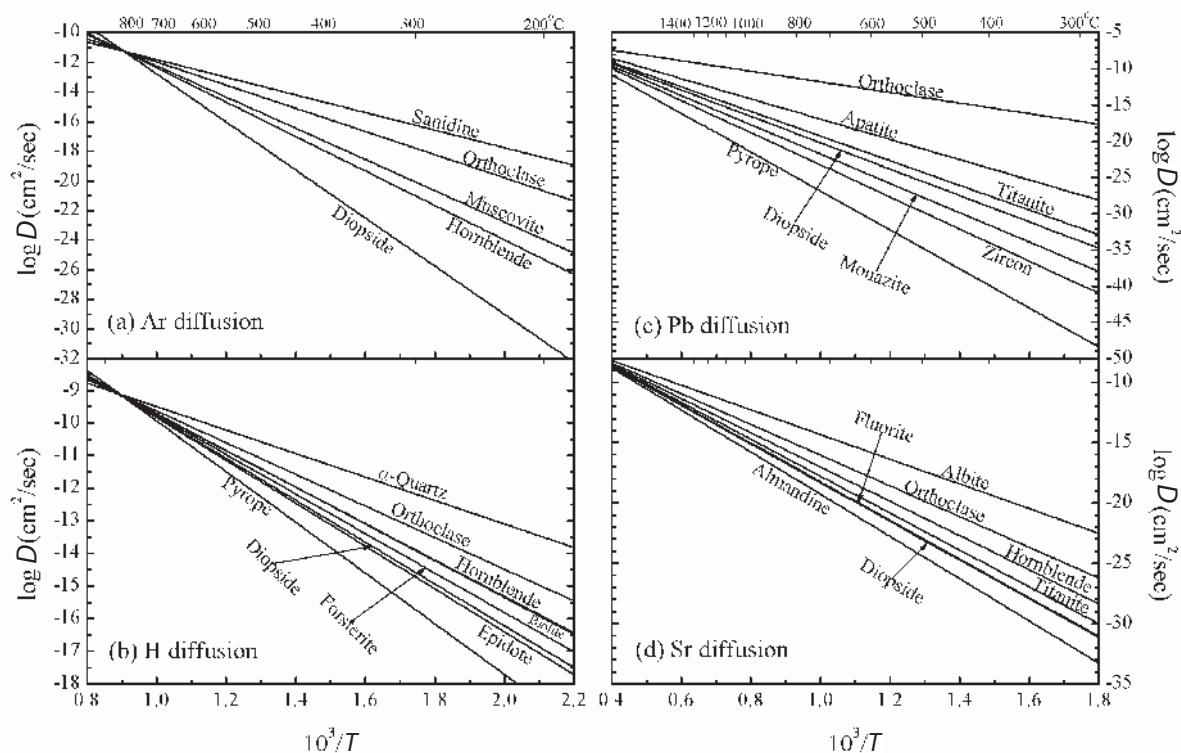 800 700 600 500 400 300 200°C
-10
-12
-14
-16
-18
-20
-22
-24
-26
-28
-30
-32
log D (cm²/sec)
Sanidine
Orthoclase
Muscovite
Hornblende
Diopside
(a) Ar diffusion
1400 1200 1000 800 600 500 400 300°C
-5
-10
-15
-20
-25
-30
-35
-40
-45
-50
log D (cm²/sec)
Orthoclase
Apatite
Pyrope
Titanite
Diopside
Monazite
Zircon
(c) Pb diffusion
-9
-10
-11
-12
-13
-14
-15
-16
-17
-18
log D (cm²/sec)
α-Quartz
Pyrope
Orthoclase
Diopside
Hornblende
Forsterite
Epidote
(b) H diffusion
0.8 1.0 1.2 1.4 1.6 1.8 2.0 2.2
10³/T
-10
-15
-20
-25
-30
-35
log D (cm²/sec)
Fluorite
Albite
Almandine
Orthoclase
Hornblende
Titanite
Diopside
(d) Sr diffusion
0.4 0.6 0.8 1.0 1.2 1.4 1.6 1.8
10³/T